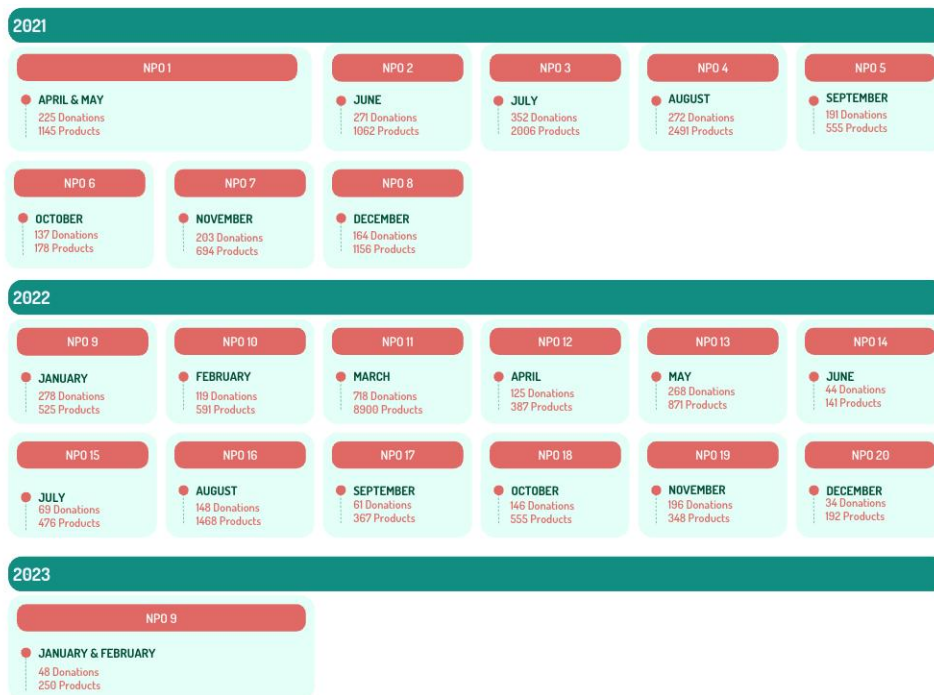 2021
NPO 1
APRIL & MAY
225 Donations
1145 Products
NPO 2
JUNE
271 Donations
1062 Products
NPO 3
JULY
352 Donations
2006 Products
NPO 4
AUGUST
272 Donations
2491 Products
NPO 5
SEPTEMBER
191 Donations
555 Products
NPO 6
OCTOBER
137 Donations
178 Products
NPO 7
NOVEMBER
203 Donations
694 Products
NPO 8
DECEMBER
164 Donations
1156 Products
2022
NPO 9
JANUARY
278 Donations
525 Products
NPO 10
FEBRUARY
119 Donations
591 Products
NPO 11
MARCH
718 Donations
8900 Products
NPO 12
APRIL
125 Donations
387 Products
NPO 13
MAY
268 Donations
871 Products
NPO 14
JUNE
44 Donations
141 Products
NPO 15
JULY
69 Donations
476 Products
NPO 16
AUGUST
148 Donations
1468 Products
NPO 17
SEPTEMBER
61 Donations
367 Products
NPO 18
OCTOBER
146 Donations
555 Products
NPO 19
NOVEMBER
196 Donations
348 Products
NPO 20
DECEMBER
34 Donations
192 Products
2023
NPO 9
JANUARY & FEBRUARY
48 Donations
250 Products